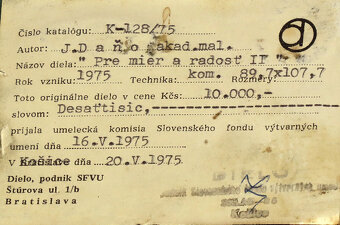 Číslo katalógu: K-128/75
Autor: J.D a ň o /akad.mal.
Názov diela: " Pre mier a radosť II"
Rok vzniku: 1975 Technika: kom. Rozmery: 89,7x107,7
Toto originálne dielo v cene Kčs: 10.000,-
slovom: Desaťtisíc,-
prijala umelecká komisia Slovenského fondu výtvarných
umení dňa 16.V.1975
V Košice dňa 20.V.1975
Dielo, podnik SFVU
Štúrova ul. 1/b
Bratislava
Košice